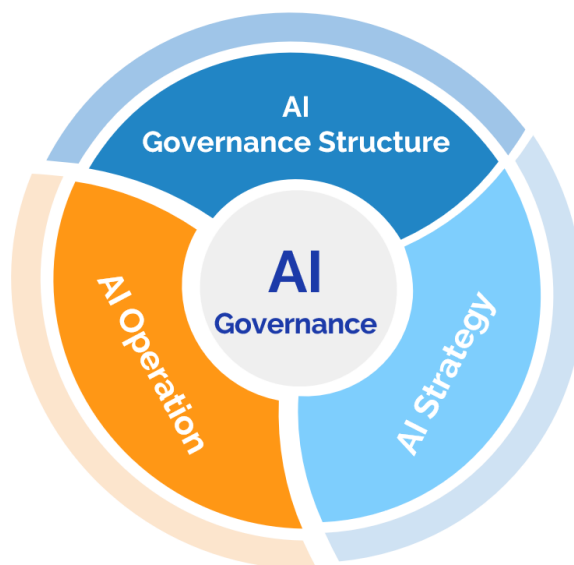 AI
Governance Structure
AI
Governance
AI Operation
AI Strategy